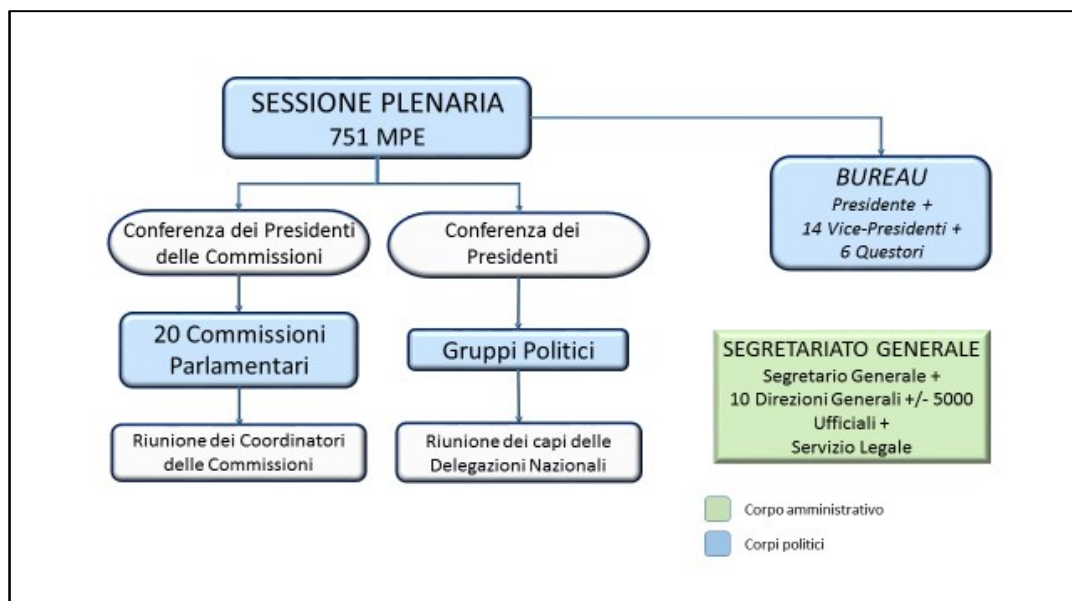 SESSIONE PLENARIA
751 MPE
BUREAU
Presidente +
14 Vice-Presidenti +
6 Questori
Conferenza dei Presidenti
delle Commissioni
Conferenza dei
Presidenti
20 Commissioni
Parlamentari
Gruppi Politici
SEGRETARIATO GENERALE
Segretario Generale +
10 Direzioni Generali +/- 5000
Ufficiali +
Servizio Legale
Riunione dei Coordinatori
delle Commissioni
Riunione dei capi delle
Delegazioni Nazionali
Corpo amministrativo
Corpi politici